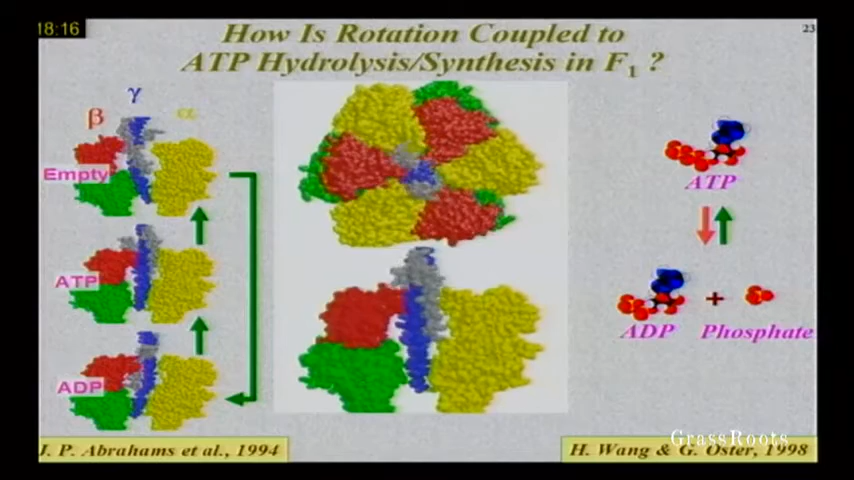 18:16
23
How Is Rotation Coupled to
ATP Hydrolysis/Synthesis in F₁ ?
γ
β
α
Empty
ATP
ADP
ATP
ADP + Phosphate
GrassRoots
J. P. Abrahams et al., 1994
H. Wang & G. Oster, 1998